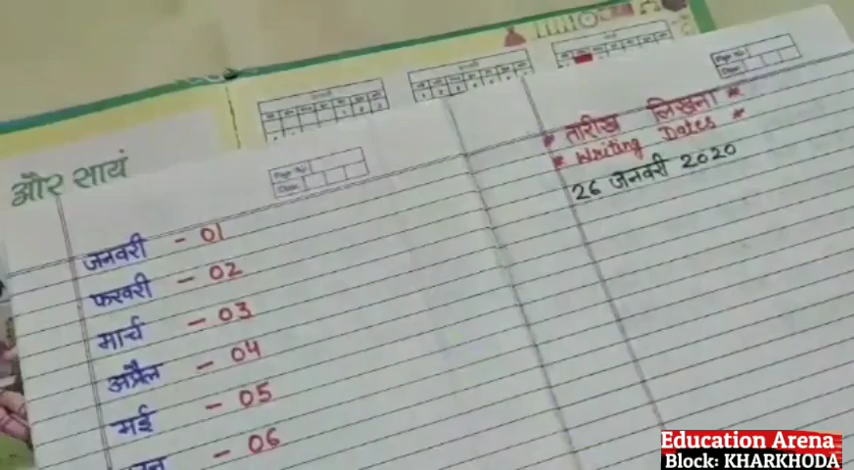 और सायं
Page No.
Date
जनवरी - 01
फरवरी - 02
मार्च - 03
अप्रैल - 04
मई - 05
- 06
Page No.
Date
* तारीख लिखना *
* Writing Dates *
26 जनवरी 2020
Education Arena
Block: KHARKHODA